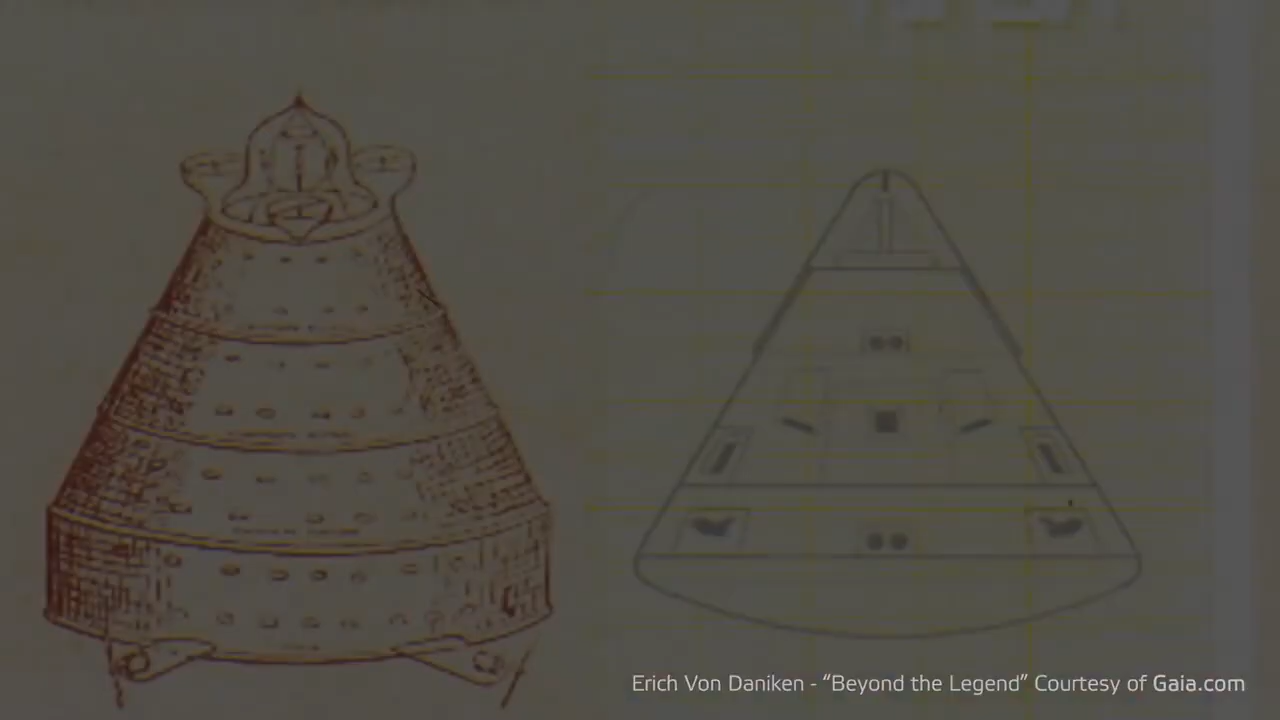 Erich Von Daniken - “Beyond the Legend” Courtesy of Gaia.com